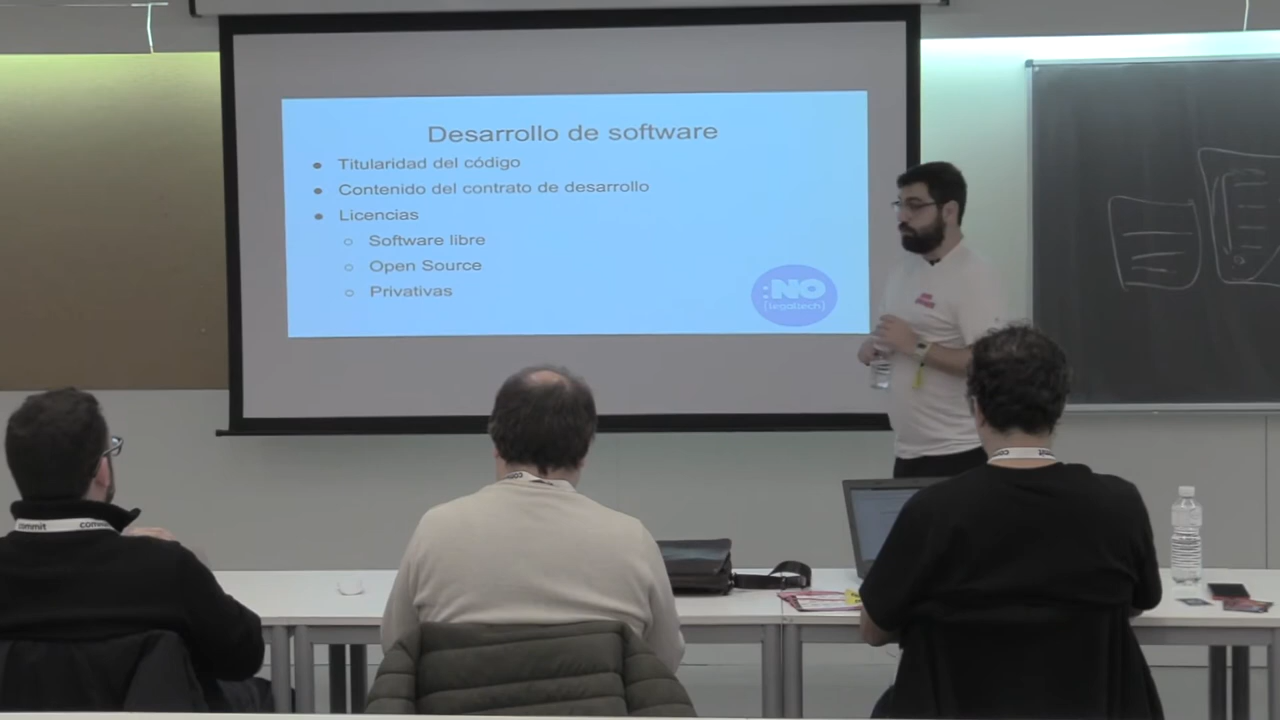 Desarrollo de software
Titularidad del código
Contenido del contrato de desarrollo
Licencias
Software libre
Open Source
Privativas
:NO
{legaltech}
commit